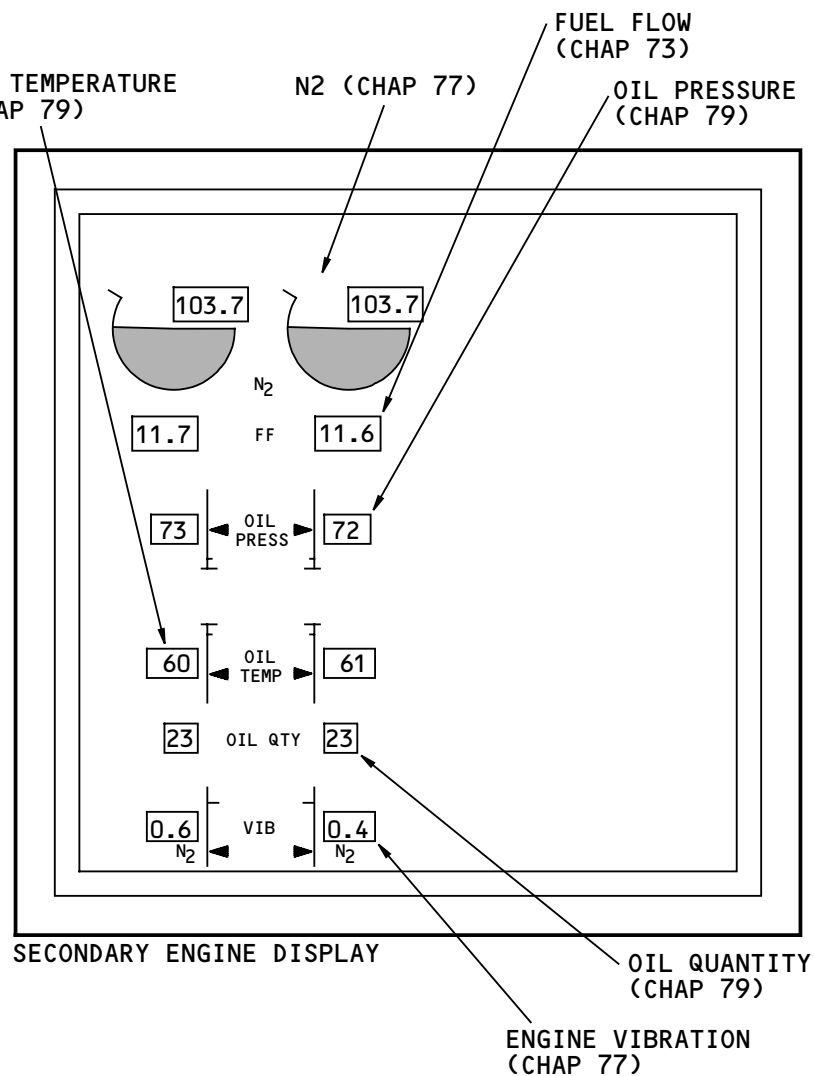 FUEL FLOW
(CHAP 73)
TEMPERATURE
AP 79)
N2 (CHAP 77)
OIL PRESSURE
(CHAP 79)
103.7 103.7
N2
11.7 FF 11.6
73 OIL PRESS 72
60 OIL TEMP 61
23 OIL QTY 23
0.6 VIB 0.4
N2 N2
SECONDARY ENGINE DISPLAY
OIL QUANTITY
(CHAP 79)
ENGINE VIBRATION
(CHAP 77)